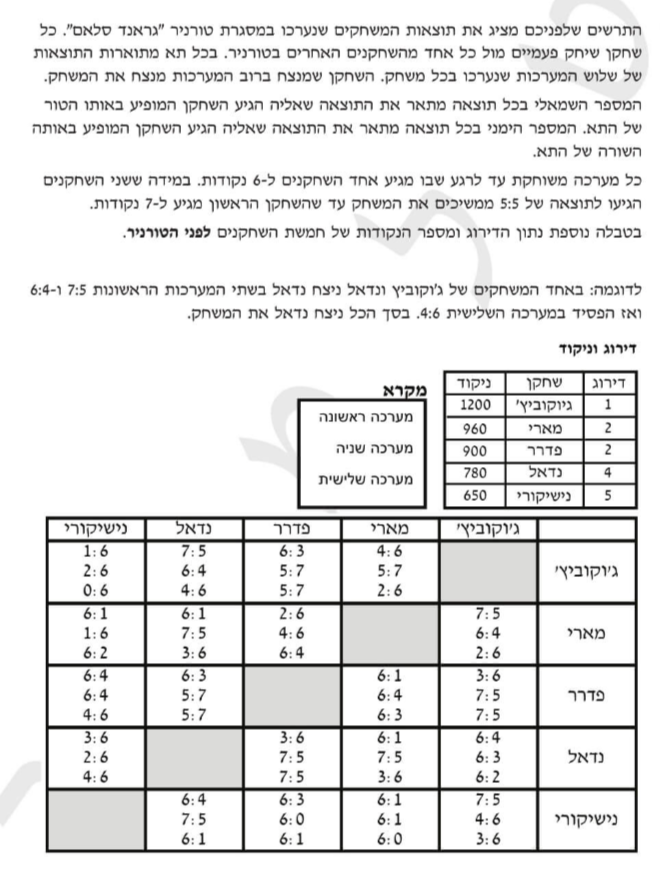 התרשים שלפניכם מציג את תוצאות המשחקים שנערכו במסגרת טורניר "גראנד סלאם". כל
שחקן שיחק פעמיים מול כל אחד מהשחקנים האחרים בטורניר. בכל תא מתוארות התוצאות
של שלוש המערכות שנערכו בכל משחק. השחקן שמנצח ברוב המערכות מנצח את המשחק.
המספר השמאלי בכל תוצאה מתאר את התוצאה שאליה הגיע השחקן המופיע באותו הטור
של התא. המספר הימני בכל תוצאה מתאר את התוצאה שאליה הגיע השחקן המופיע באותה
השורה של התא.
כל מערכה משוחקת עד לרגע שבו מגיע אחד השחקנים ל-6 נקודות. במידה ששני השחקנים
הגיעו לתוצאה של 5:5 ממשיכים את המשחק עד שהשחקן הראשון מגיע ל-7 נקודות.
בטבלה נוספת נתון הדירוג ומספר הנקודות של חמשת השחקנים לפני הטורניר.
לדוגמה: באחד המשחקים של ג'וקוביץ ונדאל ניצח נדאל בשתי המערכות הראשונות 7:5 ו-6:4
ואז הפסיד במערכה השלישית 4:6. בסך הכל ניצח נדאל את המשחק.
דירוג וניקוד
דירוג שחקן ניקוד
1 ג'יוקוביץ' 1200
2 מארי 960
2 פדרר 900
4 נדאל 780
5 נישיקורי 650
מקרא
מערכה ראשונה
מערכה שניה
מערכה שלישית
ג'וקוביץ' מארי פדרר נדאל נישיקורי
ג'וקוביץ'
4:6 6:3 7:5 1:6
5:7 5:7 6:4 2:6
2:6 5:7 4:6 0:6
מארי
7:5 2:6 6:1 6:1
6:4 4:6 7:5 1:6
2:6 6:4 3:6 6:2
פדרר
3:6 6:1 6:3 6:4
7:5 6:4 5:7 6:4
7:5 6:3 5:7 4:6
נדאל
6:4 6:1 3:6 3:6
6:3 7:5 7:5 2:6
6:2 3:6 7:5 4:6
נישיקורי
7:5 6:1 6:3 6:4
4:6 6:1 6:0 7:5
3:6 6:0 6:1 6:1